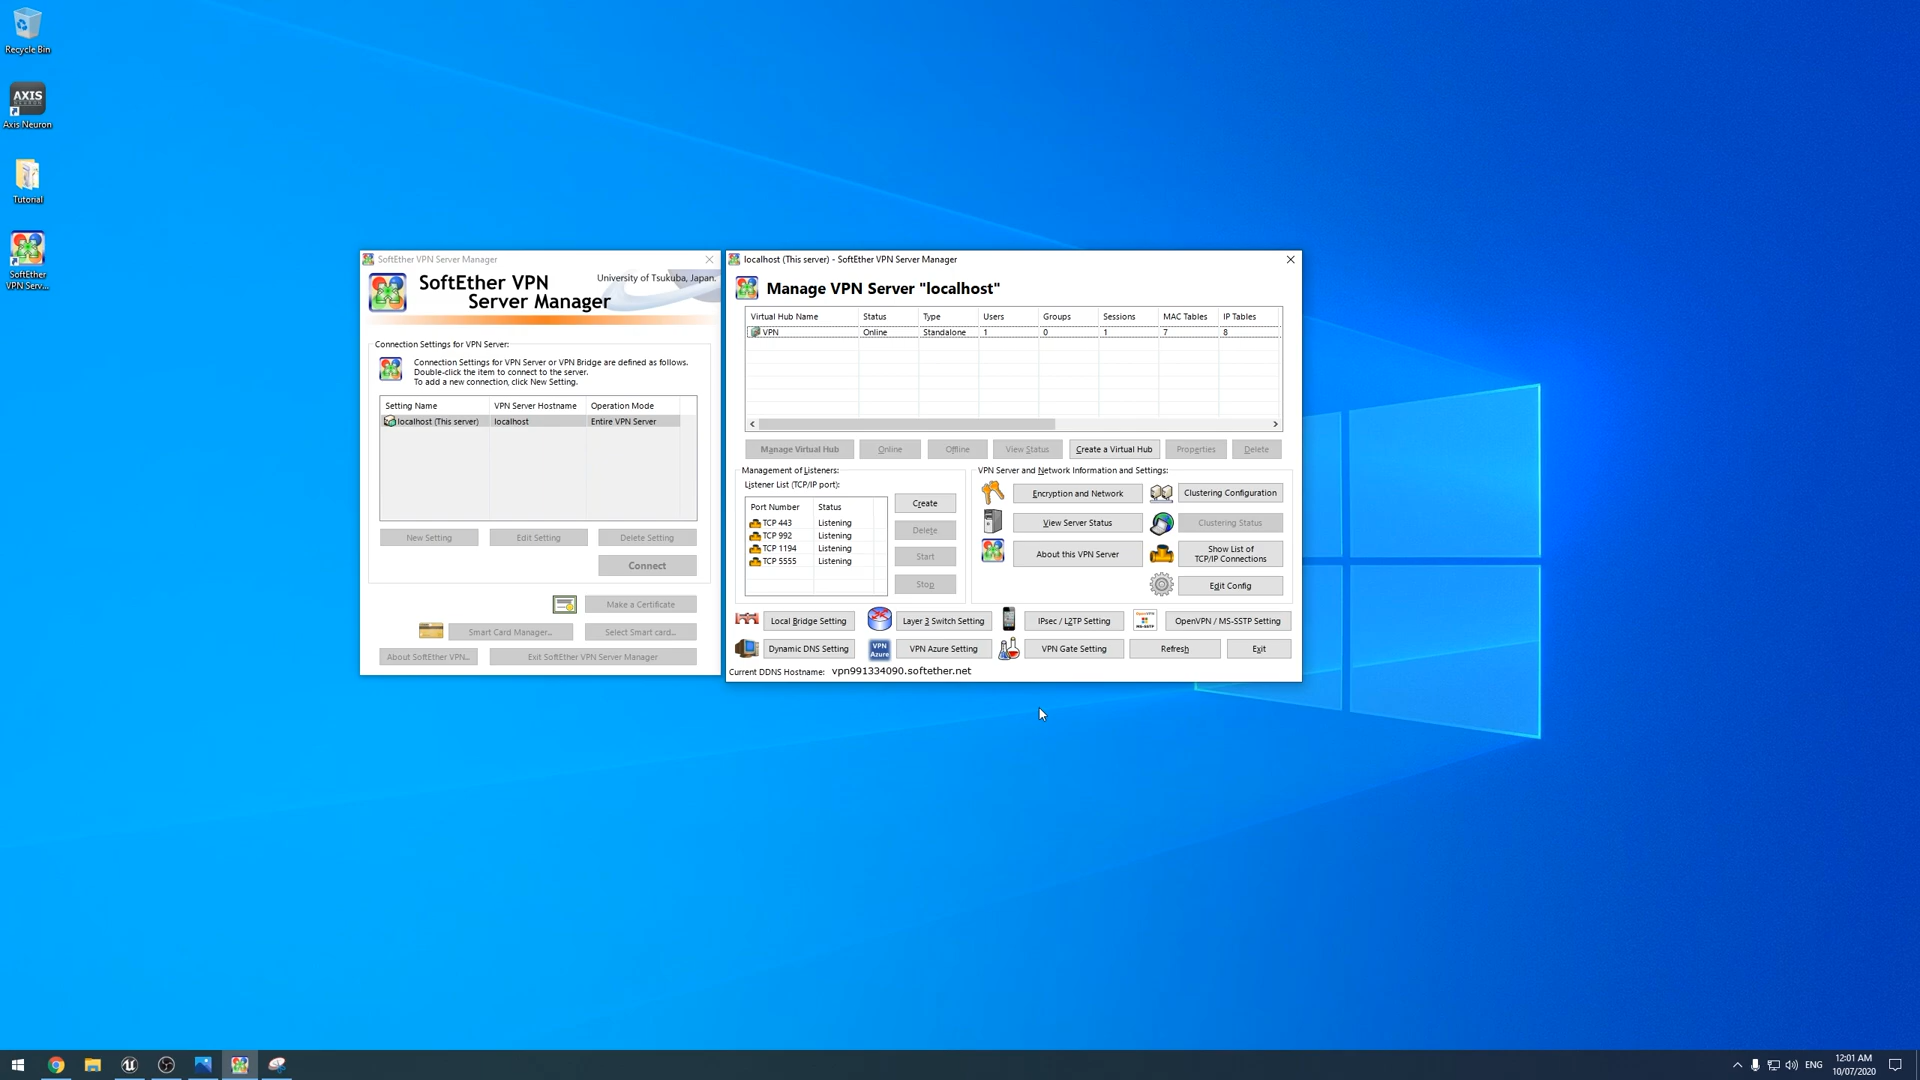 Recycle Bin
AXIS
Axis Neuron
Tutorial
SoftEther
VPN Serv...
SoftEther VPN Server Manager
SoftEther VPN
Server Manager
University of Tsukuba, Japan.
Connection Settings for VPN Server:
Connection Settings for VPN Server or VPN Bridge are defined as follows.
Double-click the item to connect to the server.
To add a new connection, click New Setting.
Setting Name VPN Server Hostname Operation Mode
localhost (This server) localhost Entire VPN Server
New Setting Edit Setting Delete Setting
Connect
Make a Certificate
Smart Card Manager... Select Smart card...
About SoftEther VPN... Exit SoftEther VPN Server Manager
localhost (This server) - SoftEther VPN Server Manager
Manage VPN Server "localhost"
Virtual Hub Name Status Type Users Groups Sessions MAC Tables IP Tables
VPN Online Standalone 1 0 1 7 8
Manage Virtual Hub Online Offline View Status Create a Virtual Hub Properties Delete
Management of Listeners:
Listener List (TCP/IP port):
Port Number Status
TCP 443 Listening
TCP 992 Listening
TCP 1194 Listening
TCP 5555 Listening
Create
Delete
Start
Stop
VPN Server and Network Information and Settings:
Encryption and Network Clustering Configuration
View Server Status Clustering Status
About this VPN Server Show List of
TCP/IP Connections
Edit Config
Local Bridge Setting Layer 3 Switch Setting IPsec / L2TP Setting OpenVPN / MS-SSTP Setting
Dynamic DNS Setting VPN
Azure VPN Azure Setting VPN Gate Setting Refresh Exit
Current DDNS Hostname: vpn991334090.softether.net
ENG
12:01 AM
10/07/2020